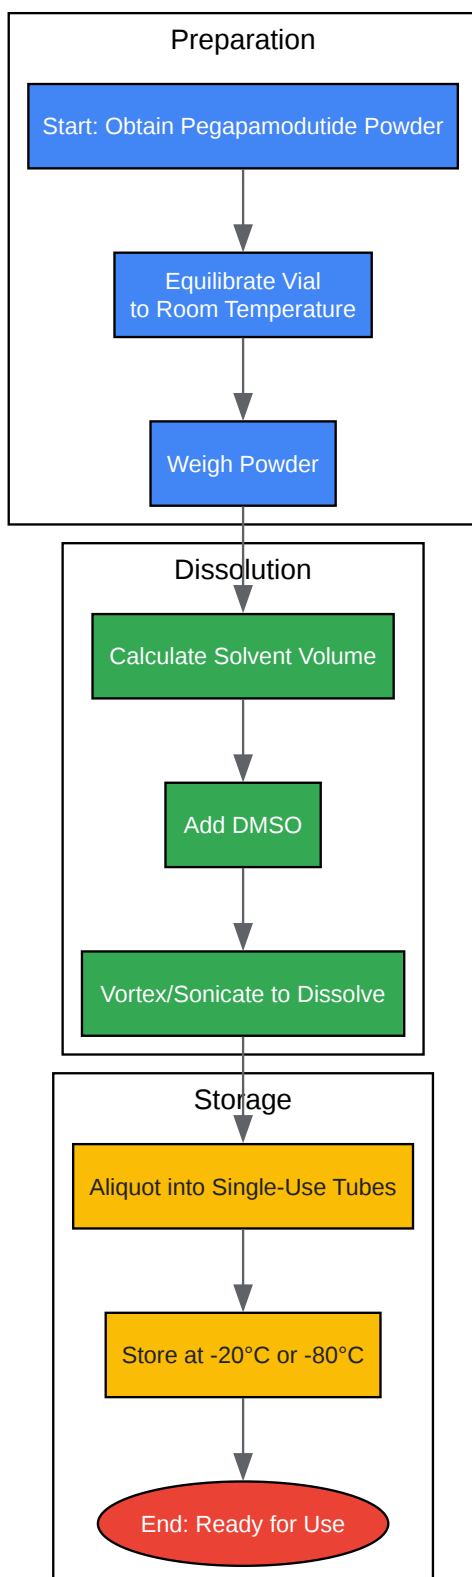 Preparation
Start: Obtain Pegapamodutide Powder
Equilibrate Vial
to Room Temperature
Weigh Powder
Dissolution
Calculate Solvent Volume
Add DMSO
Vortex/Sonicate to Dissolve
Storage
Aliquot into Single-Use Tubes
Store at -20°C or -80°C
End: Ready for Use